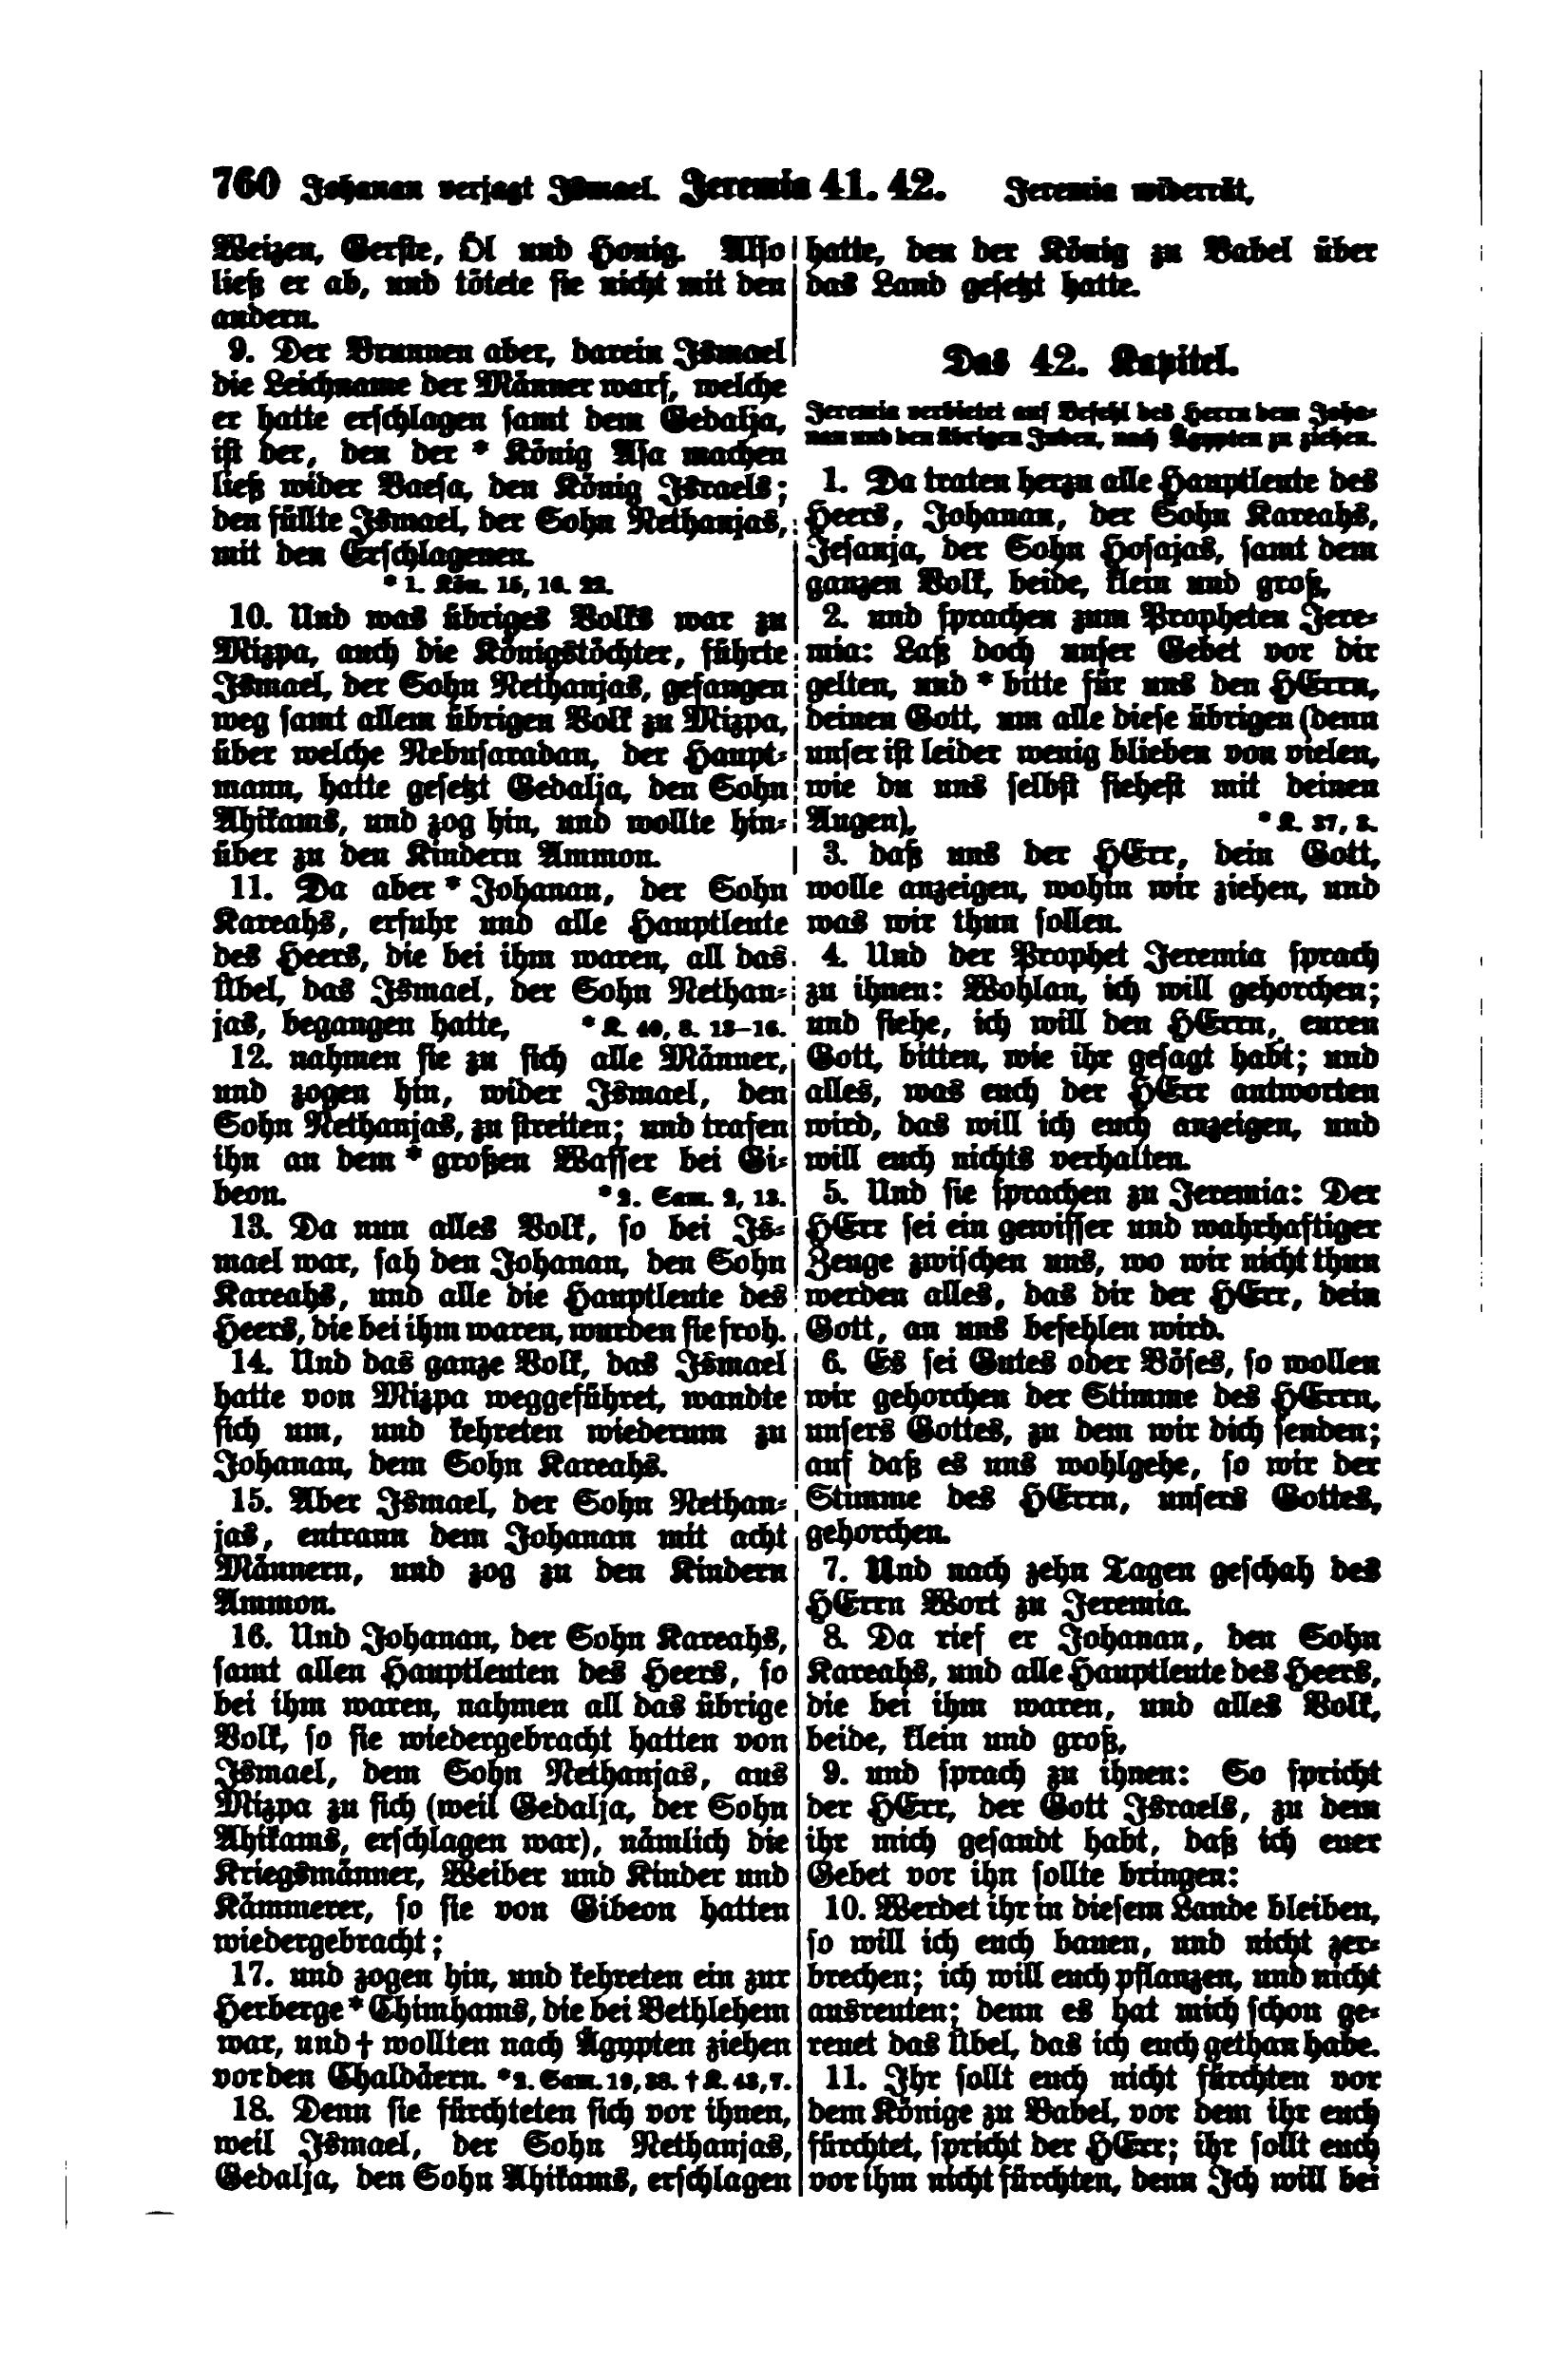 760 Johanan verjagt Ismael. Jeremia 41. 42. Jeremia widerrät,
Weizen, Gerste, Öl und Honig. Also
ließ er ab, und tötete sie nicht mit den
andern.
9. Der Brunnen aber, darein Ismael
die Leichname der Männer warf, welche
er hatte erschlagen samt dem Gedalja,
ist der, den der * König Asa machen
ließ wider Baesa, den König Israels;
den füllte Ismael, der Sohn Nethanjas,
mit den Erschlagenen.
* 1. Kön. 15, 16. 22.
10. Und was übriges Volks war zu
Mizpa, auch die Königstöchter, führte
Ismael, der Sohn Nethanjas, gefangen
weg samt allem übrigen Volk zu Mizpa,
über welche Nebusaradan, der Haupt-
mann, hatte gesetzt Gedalja, den Sohn
Ahikams, und zog hin, und wollte hin-
über zu den Kindern Ammon.
11. Da aber * Johanan, der Sohn
Kareahs, erfuhr und alle Hauptleute
des Heers, die bei ihm waren, all das
Übel, das Ismael, der Sohn Nethan-
jas, begangen hatte, * K. 40, 8. 13–16.
12. nahmen sie zu sich alle Männer,
und zogen hin, wider Ismael, den
Sohn Nethanjas, zu streiten; und trafen
ihn an dem * großen Wasser bei Gi-
beon. * 2. Sam. 2, 13.
13. Da nun alles Volk, so bei Is-
mael war, sah den Johanan, den Sohn
Kareahs, und alle die Hauptleute des
Heers, die bei ihm waren, wurden sie froh.
14. Und das ganze Volk, das Ismael
hatte von Mizpa weggeführet, wandte
sich um, und kehreten wiederum zu
Johanan, dem Sohn Kareahs.
15. Aber Ismael, der Sohn Nethan-
jas, entrann dem Johanan mit acht
Männern, und zog zu den Kindern
Ammon.
16. Und Johanan, der Sohn Kareahs,
samt allen Hauptleuten des Heers, so
bei ihm waren, nahmen all das übrige
Volk, so sie wiedergebracht hatten von
Ismael, dem Sohn Nethanjas, aus
Mizpa zu sich (weil Gedalja, der Sohn
Ahikams, erschlagen war), nämlich die
Kriegsmänner, Weiber und Kinder und
Kämmerer, so sie von Gibeon hatten
wiedergebracht;
17. und zogen hin, und kehreten ein zur
Herberge * Chimhams, die bei Bethlehem
war, und † wollten nach Ägypten ziehen
vor den Chaldäern. * 2. Sam. 19, 38. † K. 43, 7.
18. Denn sie fürchteten sich vor ihnen,
weil Ismael, der Sohn Nethanjas,
Gedalja, den Sohn Ahikams, erschlagen
hatte, den der König zu Babel über
das Land gesetzt hatte.
Das 42. Kapitel.
Jeremia verbietet auf Befehl des Herrn dem Joha-
nan und den übrigen Juden, nach Ägypten zu ziehen.
1. Da traten herzu alle Hauptleute des
Heers, Johanan, der Sohn Kareahs,
Jesanja, der Sohn Hosajas, samt dem
ganzen Volk, beide, klein und groß,
2. und sprachen zum Propheten Jere-
mia: Laß doch unser Gebet vor dir
gelten, und * bitte für uns den HErrn,
deinen Gott, um alle diese übrigen (denn
unser ist leider wenig blieben von vielen,
wie du uns selbst siehest mit deinen
Augen), * K. 37, 3.
3. daß uns der HErr, dein Gott,
wolle anzeigen, wohin wir ziehen, und
was wir thun sollen.
4. Und der Prophet Jeremia sprach
zu ihnen: Wohlan, ich will gehorchen;
und siehe, ich will den HErrn, euren
Gott, bitten, wie ihr gesagt habt; und
alles, was euch der HErr antworten
wird, das will ich euch anzeigen, und
will euch nichts verhalten.
5. Und sie sprachen zu Jeremia: Der
HErr sei ein gewisser und wahrhaftiger
Zeuge zwischen uns, wo wir nicht thun
werden alles, das dir der HErr, dein
Gott, an uns befehlen wird.
6. Es sei Gutes oder Böses, so wollen
wir gehorchen der Stimme des HErrn,
unsers Gottes, zu dem wir dich senden;
auf daß es uns wohlgehe, so wir der
Stimme des HErrn, unsers Gottes,
gehorchen.
7. Und nach zehn Tagen geschah des
HErrn Wort zu Jeremia.
8. Da rief er Johanan, den Sohn
Kareahs, und alle Hauptleute des Heers,
die bei ihm waren, und alles Volk,
beide, klein und groß,
9. und sprach zu ihnen: So spricht
der HErr, der Gott Israels, zu dem
ihr mich gesandt habt, daß ich euer
Gebet vor ihn sollte bringen:
10. Werdet ihr in diesem Lande bleiben,
so will ich euch bauen, und nicht zer-
brechen; ich will euch pflanzen, und nicht
ausreuten; denn es hat mich schon ge-
reuet das Übel, das ich euch gethan habe.
11. Ihr sollt euch nicht fürchten vor
dem Könige zu Babel, vor dem ihr euch
fürchtet, spricht der HErr; ihr sollt euch
vor ihm nicht fürchten, denn Ich will bei